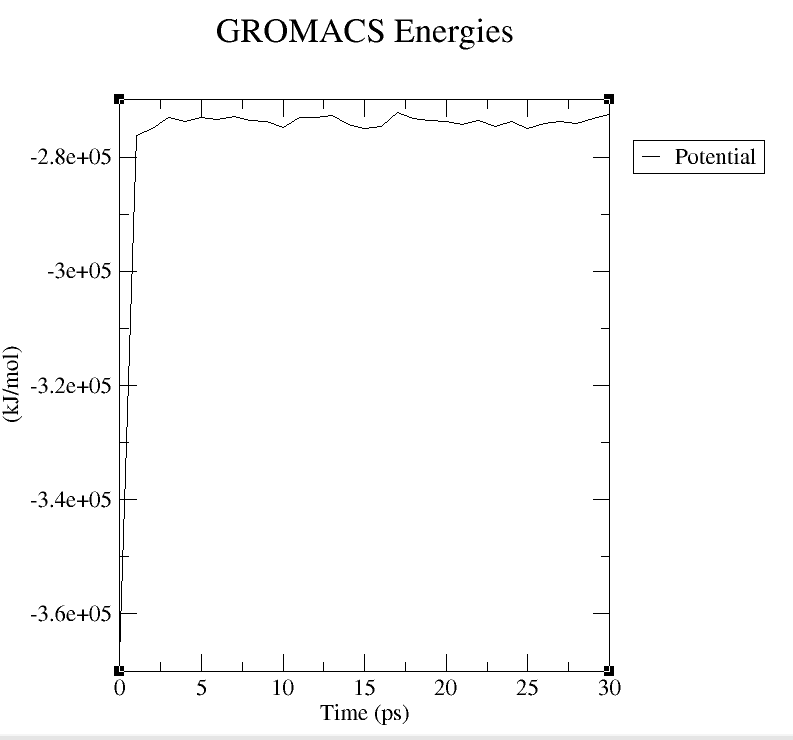 GROMACS Energies
Potential
-2.8e+05
-3e+05
-3.2e+05
-3.4e+05
-3.6e+05
(kJ/mol)
0 5 10 15 20 25 30
Time (ps)